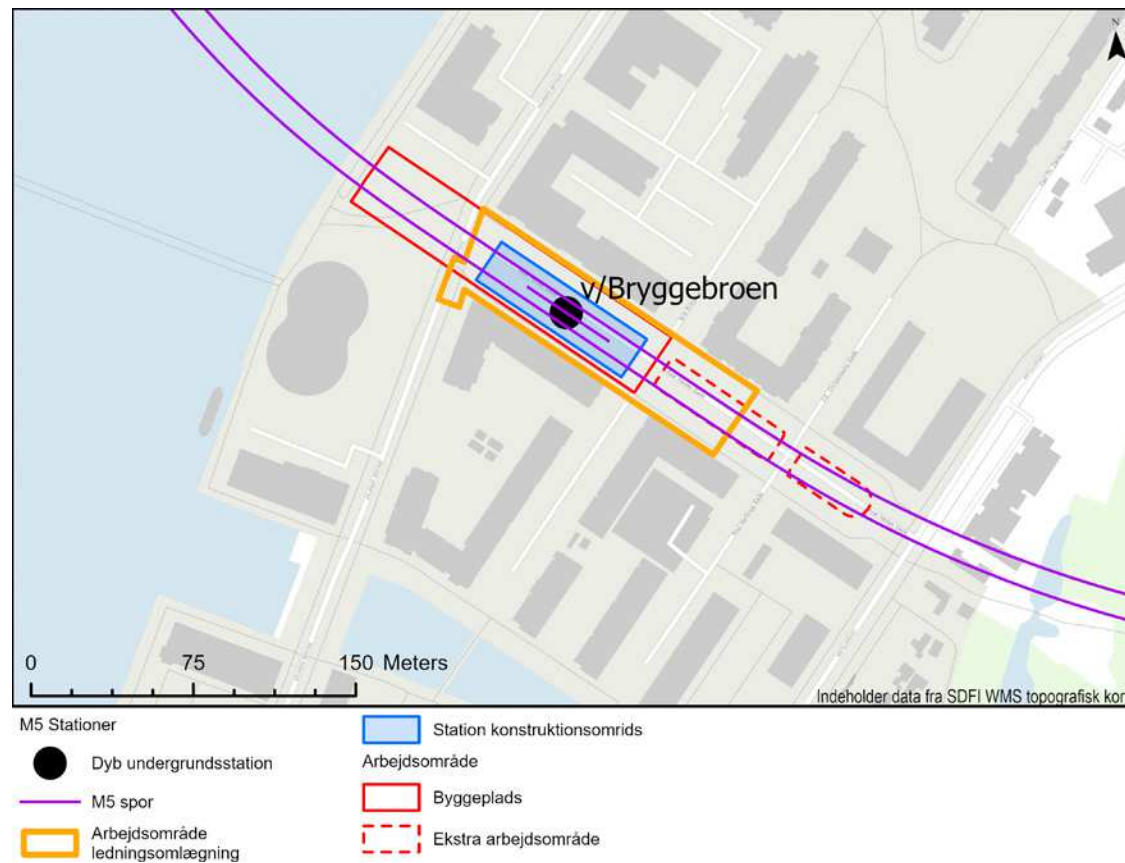 N
v/Bryggebroen
0 75 150 Meters
Indeholder data fra SDFI WMS topografisk kor
M5 Stationer
Dyb undergrundsstation
M5 spor
Arbejdsområde
ledningsomlægning
Station konstruktionsomrids
Arbejdsområde
Byggeplads
Ekstra arbejdsområde